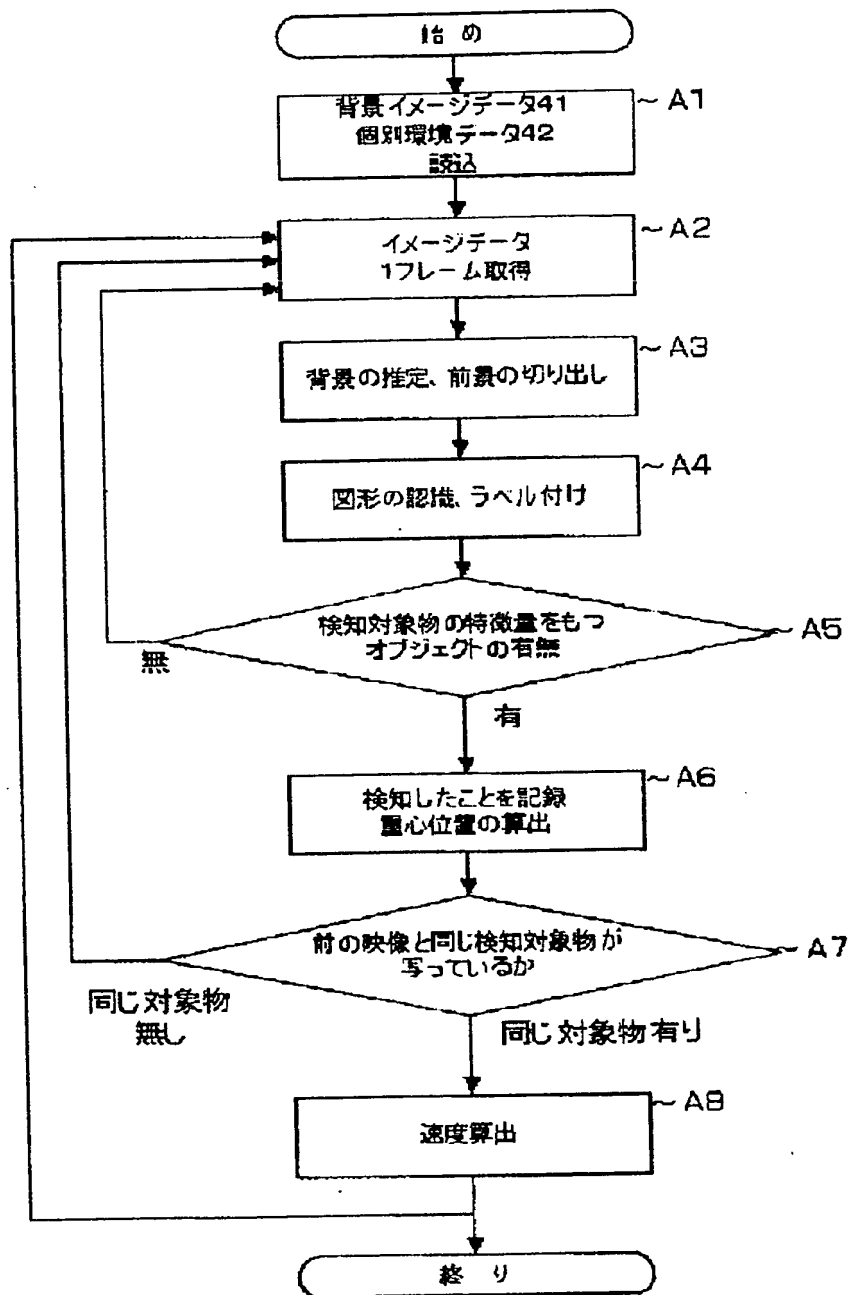 始 め
背景イメージデータ41
個別環境データ42
読込
～A1
イメージデータ
1フレーム取得
～A2
背景の推定、前景の切り出し
～A3
図形の認識、ラベル付け
～A4
検知対象物の特徴量をもつ
オブジェクトの有無
～A5
無
有
検知したことを記録
重心位置の算出
～A6
前の映像と同じ検知対象物が
写っているか
～A7
同じ対象物
無し
同じ対象物有り
速度算出
～A8
終 り